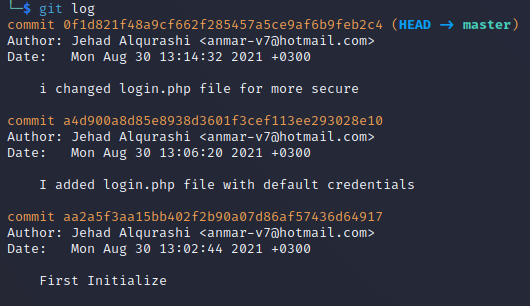 └─$ git log
commit 0f1d821f48a9cf662f285457a5ce9af6b9feb2c4 (HEAD → master)
Author: Jehad Alqurashi <anmar-v7@hotmail.com>
Date:   Mon Aug 30 13:14:32 2021 +0300
    i changed login.php file for more secure
commit a4d900a8d85e8938d3601f3cef113ee293028e10
Author: Jehad Alqurashi <anmar-v7@hotmail.com>
Date:   Mon Aug 30 13:06:20 2021 +0300
    I added login.php file with default credentials
commit aa2a5f3aa15bb402f2b90a07d86af57436d64917
Author: Jehad Alqurashi <anmar-v7@hotmail.com>
Date:   Mon Aug 30 13:02:44 2021 +0300
    First Initialize